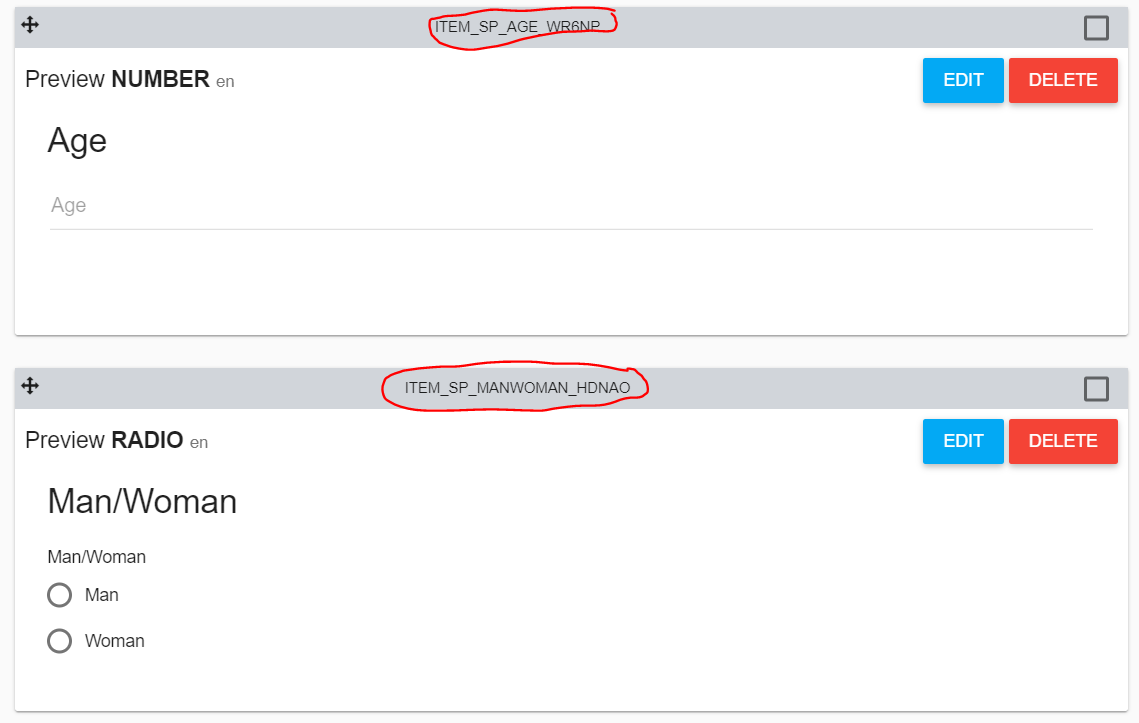 ITEM_SP_AGE_WR6NP
Preview NUMBER en
EDIT
DELETE
Age
Age
ITEM_SP_MANWOMAN_HDNAO
Preview RADIO en
EDIT
DELETE
Man/Woman
Man/Woman
Man
Woman